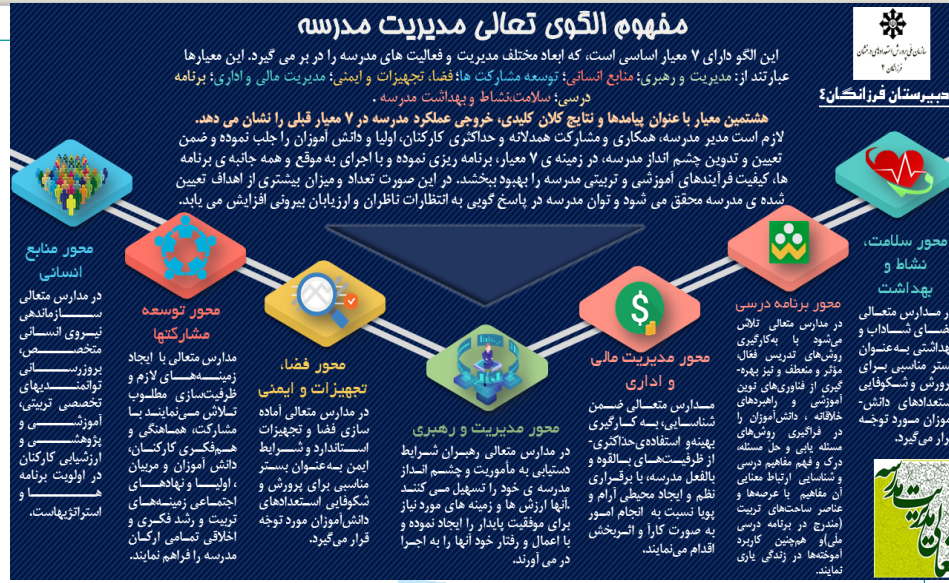 مفهوم الگوی تعالی مدیریت مدرسه
این الگو دارای ۷ معیار اساسی است، که ابعاد مختلف مدیریت و فعالیت های مدرسه را در بر می گیرد. این معیارها
عبارتند از: مدیریت و رهبری؛ منابع انسانی؛ توسعه مشارکت ها؛ فضا، تجهیزات و ایمنی؛ مدیریت مالی و اداری؛ برنامه
درسی؛ سلامت،نشاط و بهداشت مدرسه .
هشتمین معیار با عنوان پیامدها و نتایج کلان کلیدی، خروجی عملکرد مدرسه در ۷ معیار قبلی را نشان می دهد.
لازم است مدیر مدرسه، همکاری و مشارکت همدلانه و حداکثری کارکنان، اولیا و دانش آموزان را جلب نموده و ضمن
تعیین و تدوین چشم انداز مدرسه، در زمینه ی ۷ معیار، برنامه ریزی نموده و با اجرای به موقع و همه جانبه ی برنامه
ها، کیفیت فرآیندهای آموزشی و تربیتی مدرسه را بهبود ببخشد. در این صورت تعداد و میزان بیشتری از اهداف تعیین
شده ی مدرسه محقق می شود و توان مدرسه در پاسخ گویی به انتظارات ناظران و ارزیابان بیرونی افزایش می یابد.
سازمان ملی پرورش استعدادهای درخشان
فرزانگان ۴
دبیرستان فرزانگان٤
محور سلامت،
نشاط و
بهداشت
در مدارس متعالی
فضای شاداب و
بهداشتی به‌عنوان
بستر مناسبی برای
پرورش و شکوفایی
استعدادهای دانش-
آموزان مورد توجه
قرار می‌گیرد.
محور برنامه درسی
در مدارس متعالی تلاش
می‌شود با به‌کارگیری
روش‌های تدریس فعال،
مؤثر و منعطف و نیز بهره-
گیری از فناوری‌های نوین
آموزشی و راهبردهای
خلاقانه ، دانش‌آموزان را
در فراگیری روش‌های
مسئله یابی و حل مسئله،
درک و فهم مفاهیم درسی
و شناسایی ارتباط معنایی
آن مفاهیم با عرصه‌ها و
عناصر ساحت‌های تربیت
(مندرج در برنامه درسی
ملی)و هم‌چنین کاربرد
آموخته‌ها در زندگی یاری
نمایند.
محور مدیریت مالی
و اداری
مدارس متعالی ضمن
شناسایی، به کارگیری
بهینه‌و استفاده‌ی‌حداکثری-
از ظرفیت‌های بالقوه و
بالفعل مدرسه، با برقراری
نظم و ایجاد محیطی آرام و
پویا نسبت به انجام امور
به صورت کارآ و اثربخش
اقدام می‌نمایند.
محور مدیریت و رهبری
در مدارس متعالی رهبران شرایط
دستیابی به مأموریت و چشم انداز
مدرسه ی خود را تسهیل می کنند
.آنها ارزش ها و زمینه های مورد نیاز
برای موفقیت پایدار را ایجاد نموده و
با اعمال و رفتار خود آنها را به اجرا
در می آورند.
محور فضا،
تجهیزات و ایمنی
در مدارس متعالی آماده
سازی فضا و تجهیزات
استاندارد و شرایط
ایمن به‌عنوان بستر
مناسبی برای پرورش و
شکوفایی استعدادهای
دانش‌آموزان مورد توجه
قرار می‌گیرد.
محور توسعه
مشارکتها
مدارس متعالی با ایجاد
زمینه‌های لازم و
ظرفیت‌سازی مطلوب
تلاش می‌نمایند با
مشارکت، هماهنگی و
هم‌فکری کارکنان،
دانش آموزان و مربیان
، اولیا و نهادهای
اجتماعی زمینه‌های
تربیت و رشد فکری و
اخلاقی تمامی ارکان
مدرسه را فراهم نمایند.
محور منابع
انسانی
در مدارس متعالی
سازماندهی
نیروی انسانی
متخصص،
بروزرسانی
توانمندیهای
تخصصی تربیتی،
آموزشی و
پژوهشی و
ارزشیابی کارکنان
در اولویت برنامه
ها و
استراتژیهاست.